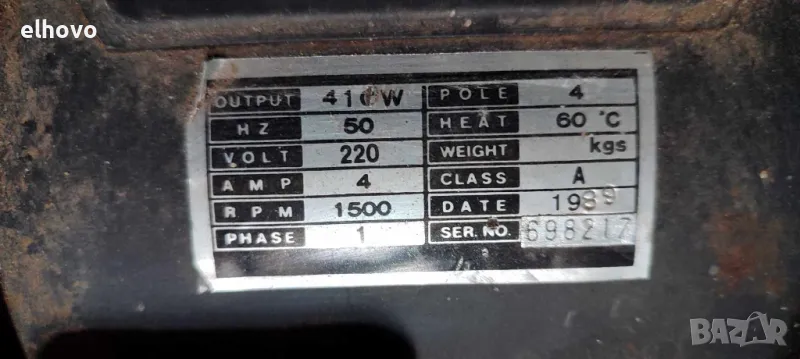 elhovo
OUTPUT 410W POLE 4
HZ 50 HEAT 60 °C
VOLT 220 WEIGHT kgs
AMP 4 CLASS A
RPM 1500 DATE 1989
PHASE 1 SER. NO. 698217
BAZAR